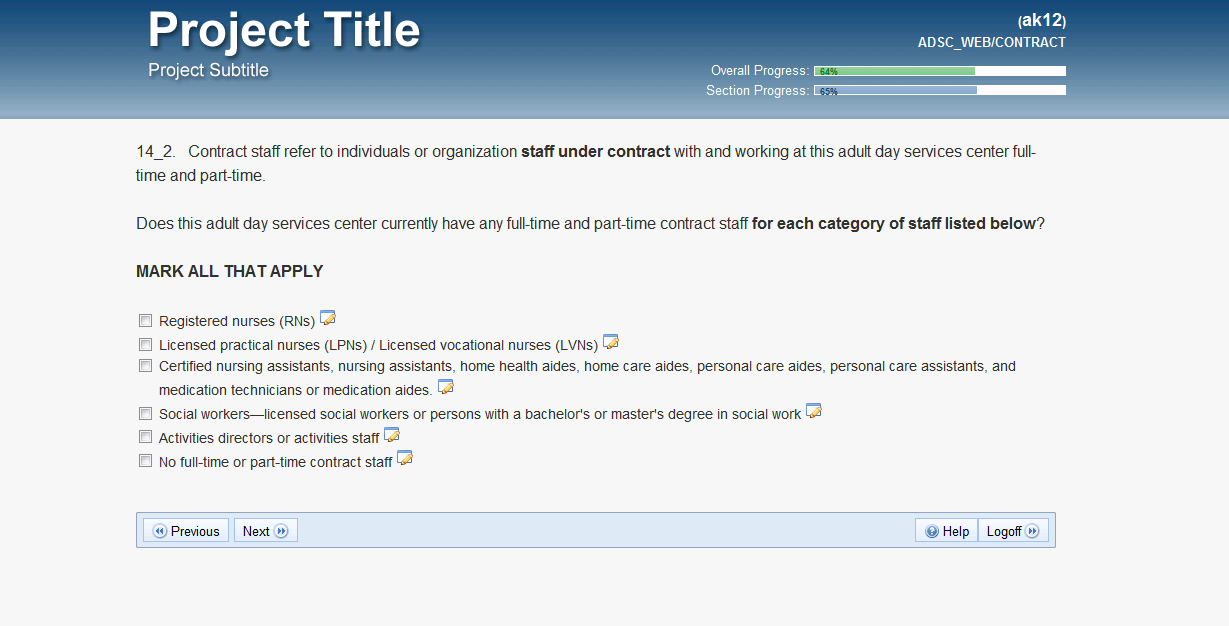 Project Title
(ak12)
ADSC_WEB/CONTRACT
Project Subtitle
Overall Progress: 64%
Section Progress: 65%
14_2. Contract staff refer to individuals or organization staff under contract with and working at this adult day services center full-
time and part-time.
Does this adult day services center currently have any full-time and part-time contract staff for each category of staff listed below?
MARK ALL THAT APPLY
Registered nurses (RNs)
Licensed practical nurses (LPNs) / Licensed vocational nurses (LVNs)
Certified nursing assistants, nursing assistants, home health aides, home care aides, personal care aides, personal care assistants, and
medication technicians or medication aides.
Social workers—licensed social workers or persons with a bachelor's or master's degree in social work
Activities directors or activities staff
No full-time or part-time contract staff
Previous Next Help Logoff